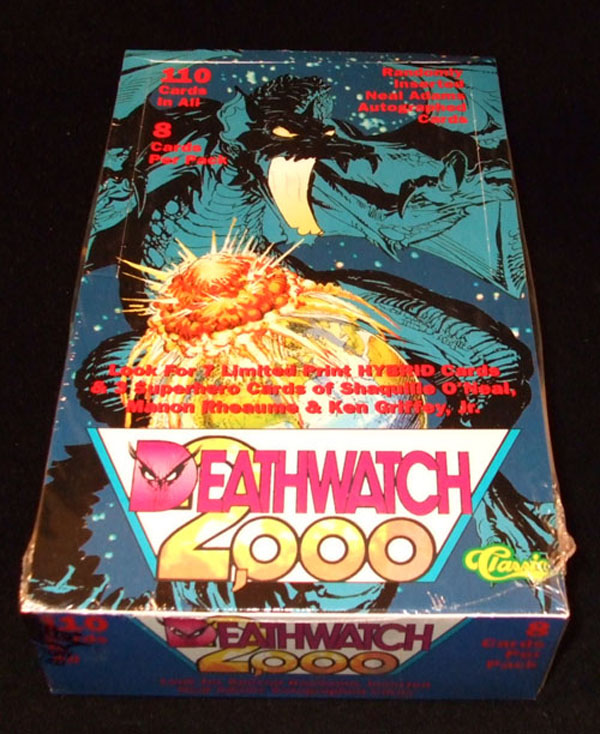 110
Cards
In All
8
Cards
Per Pack
Randomly
Inserted
Neal Adams
Autographed
Cards
Look For 7 Limited Print HYBRID Cards
& 3 Superhero Cards of Shaquille O'Neal,
Manon Rheaume & Ken Griffey, Jr.
DEATHWATCH
2,000
Classic
110
DEATHWATCH
2,000
8
Cards
Per
Pack